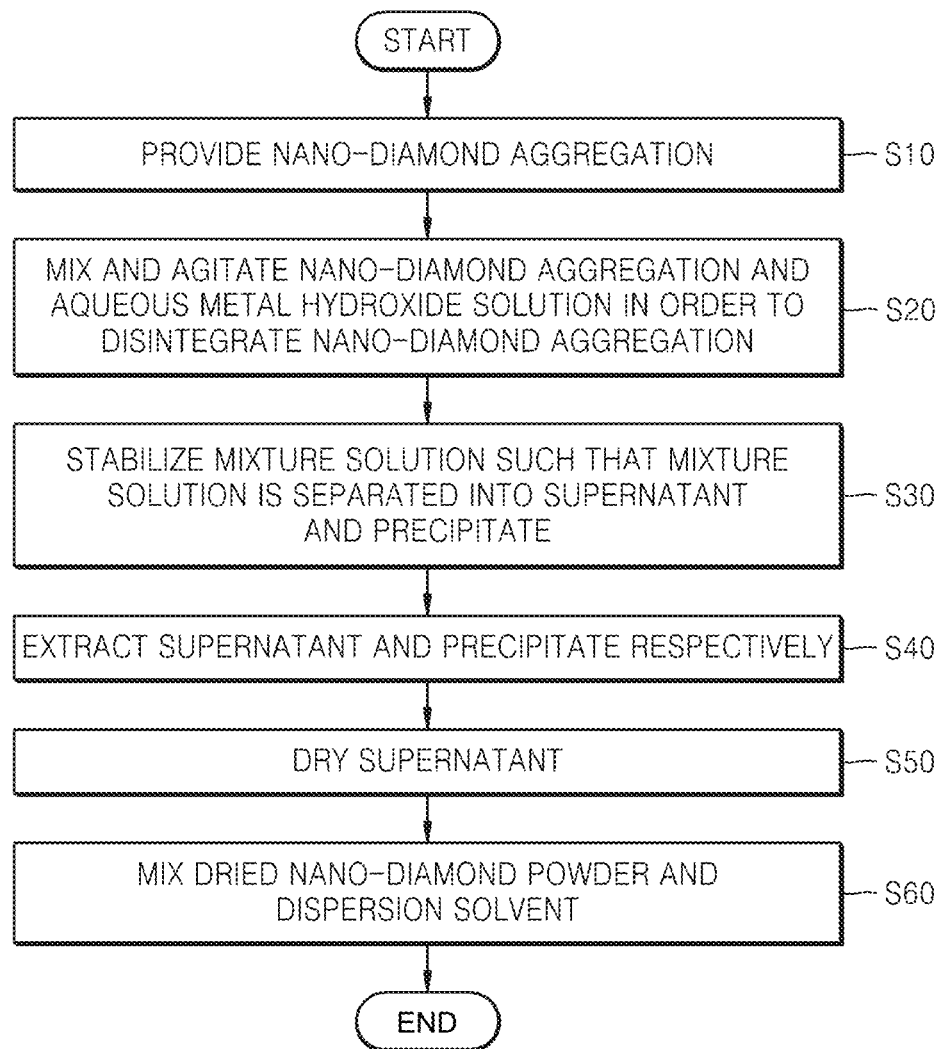 START
PROVIDE NANO-DIAMOND AGGREGATION
S10
MIX AND AGITATE NANO-DIAMOND AGGREGATION AND
AQUEOUS METAL HYDROXIDE SOLUTION IN ORDER TO
DISINTEGRATE NANO-DIAMOND AGGREGATION
S20
STABILIZE MIXTURE SOLUTION SUCH THAT MIXTURE
SOLUTION IS SEPARATED INTO SUPERNATANT
AND PRECIPITATE
S30
EXTRACT SUPERNATANT AND PRECIPITATE RESPECTIVELY
S40
DRY SUPERNATANT
S50
MIX DRIED NANO-DIAMOND POWDER AND
DISPERSION SOLVENT
S60
END